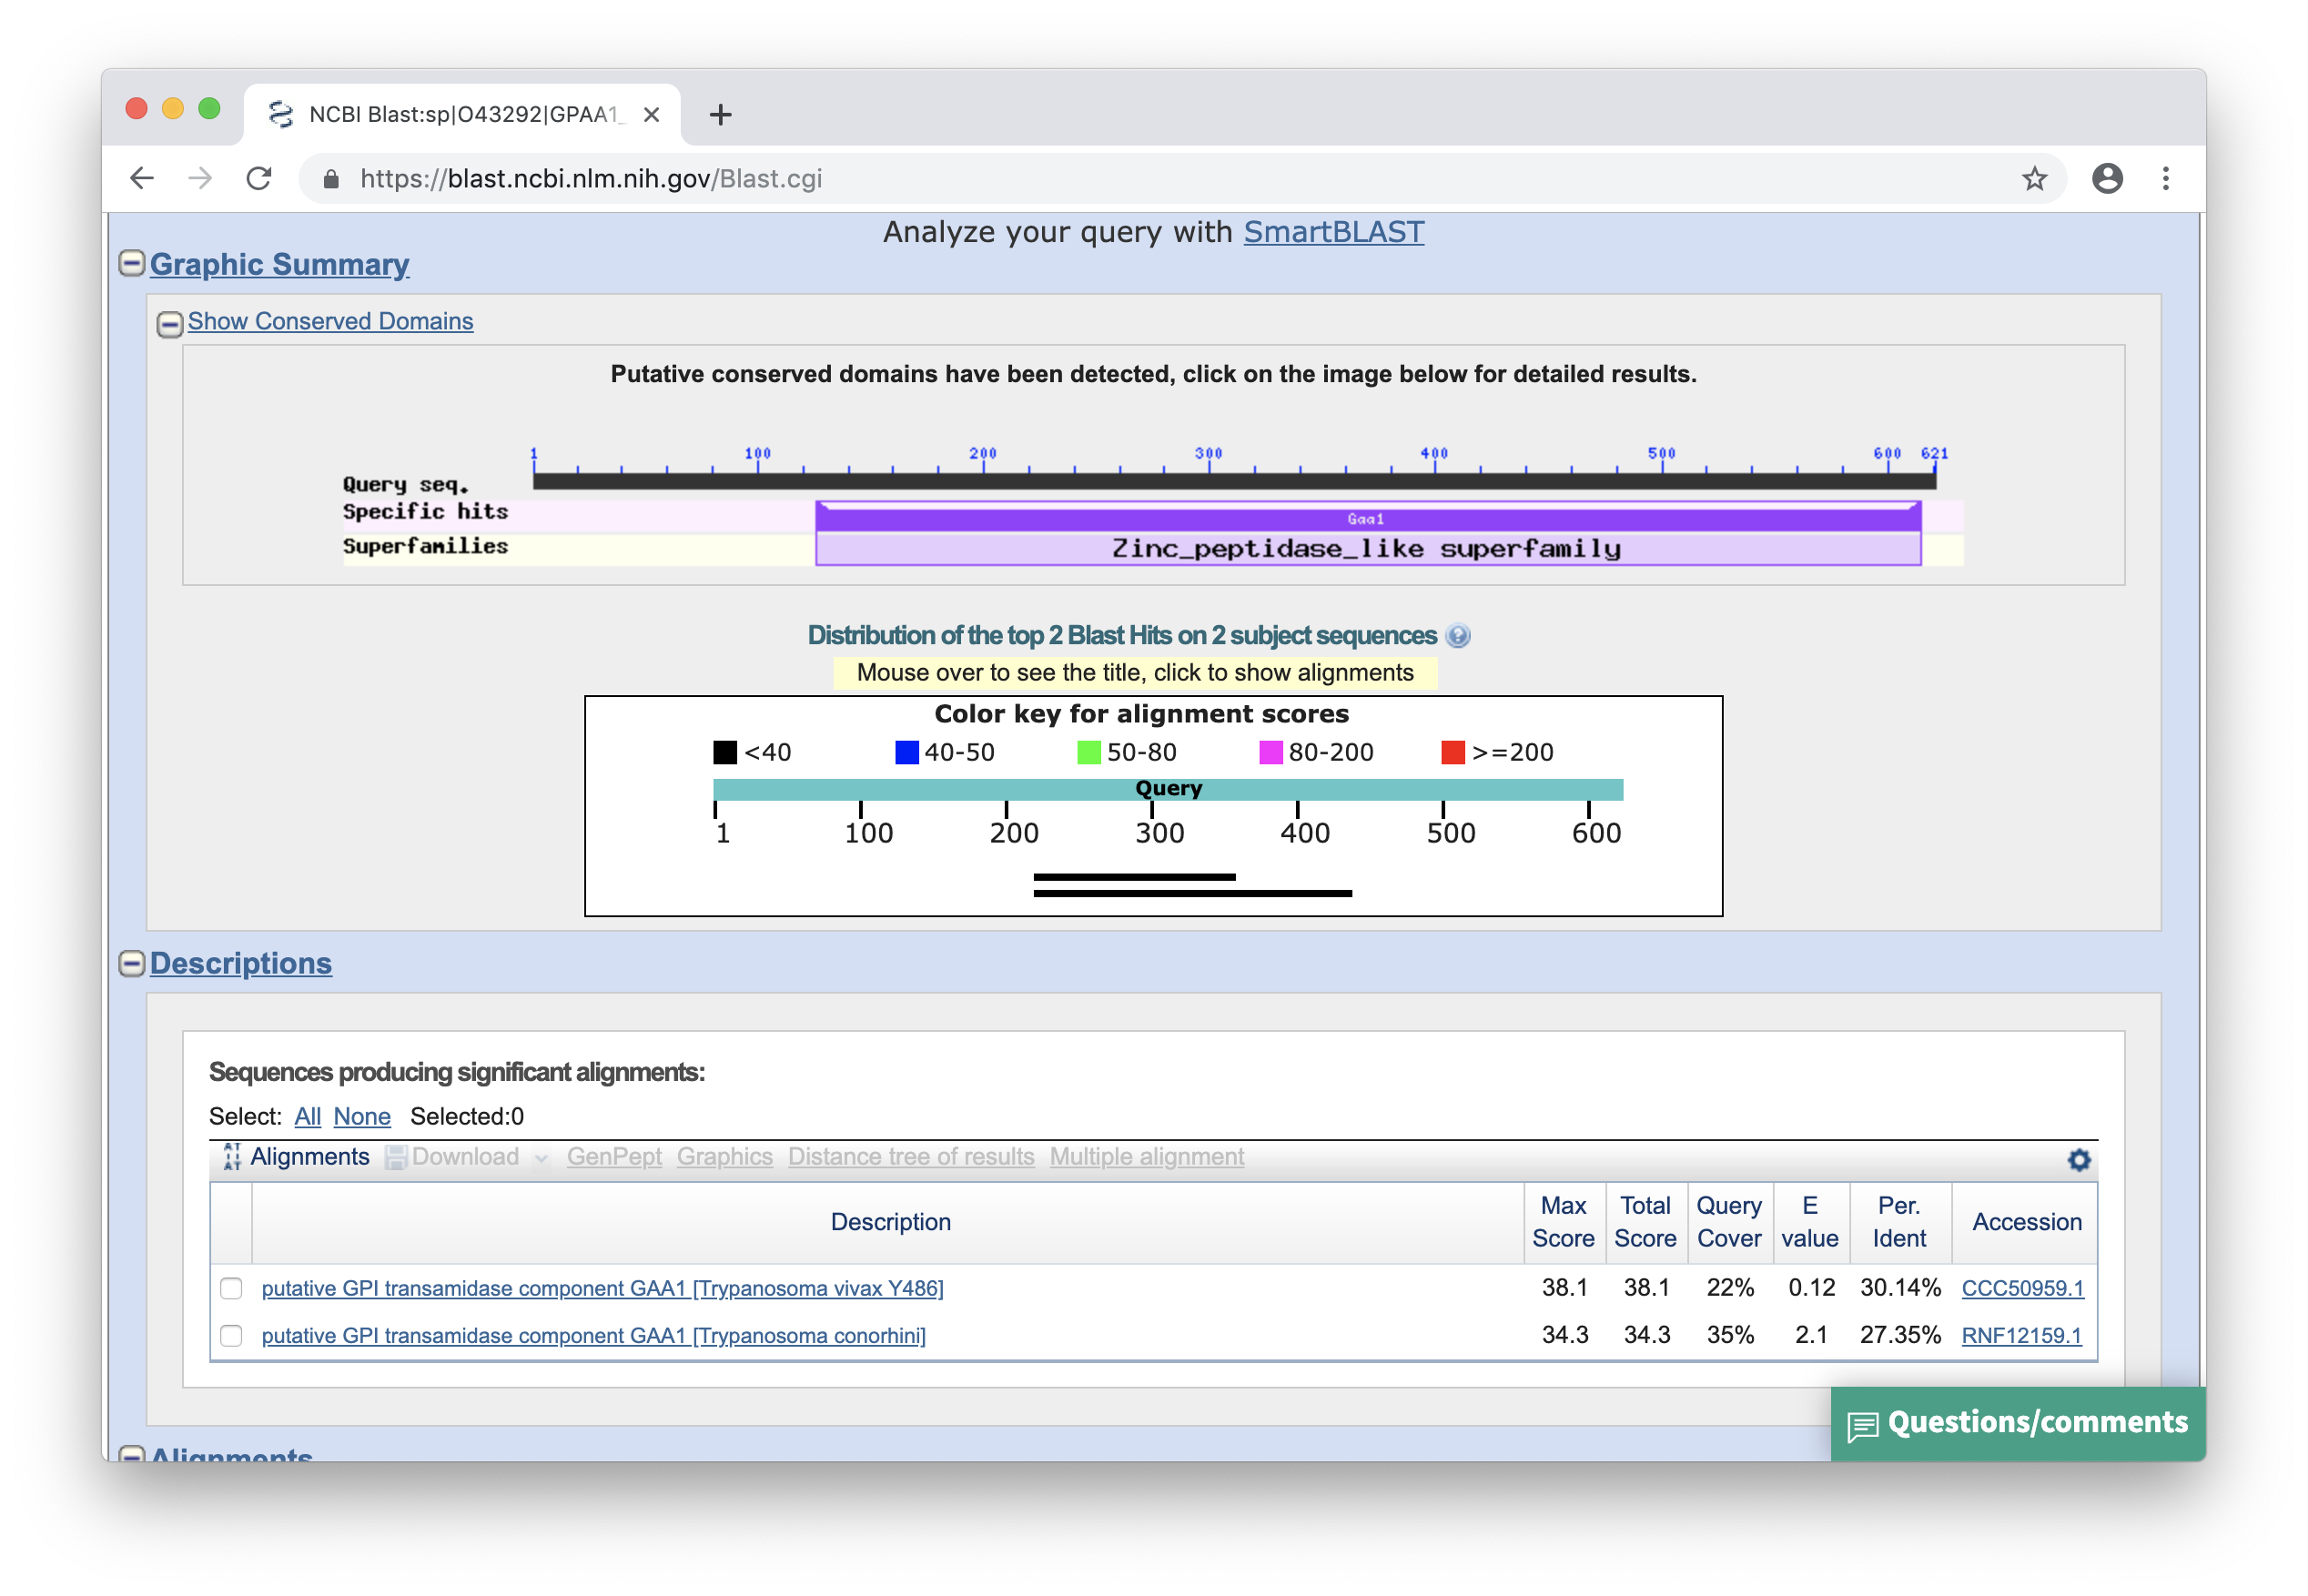 NCBI Blast:sp|O43292|GPAA1_
https://blast.ncbi.nlm.nih.gov/Blast.cgi
Analyze your query with SmartBLAST
Graphic Summary
Show Conserved Domains
Putative conserved domains have been detected, click on the image below for detailed results.
1 100 200 300 400 500 600 621
Query seq.
Specific hits
Gaa1
Superfamilies
Zinc_peptidase_like superfamily
Distribution of the top 2 Blast Hits on 2 subject sequences
Mouse over to see the title, click to show alignments
Color key for alignment scores
<40 40-50 50-80 80-200 >=200
Query
1 100 200 300 400 500 600
Descriptions
Sequences producing significant alignments:
Select: All None Selected:0
Alignments Download GenPept Graphics Distance tree of results Multiple alignment
Description Max Score Total Score Query Cover E value Per. Ident Accession
putative GPI transamidase component GAA1 [Trypanosoma vivax Y486] 38.1 38.1 22% 0.12 30.14% CCC50959.1
putative GPI transamidase component GAA1 [Trypanosoma conorhini] 34.3 34.3 35% 2.1 27.35% RNF12159.1
Questions/comments
Alignments